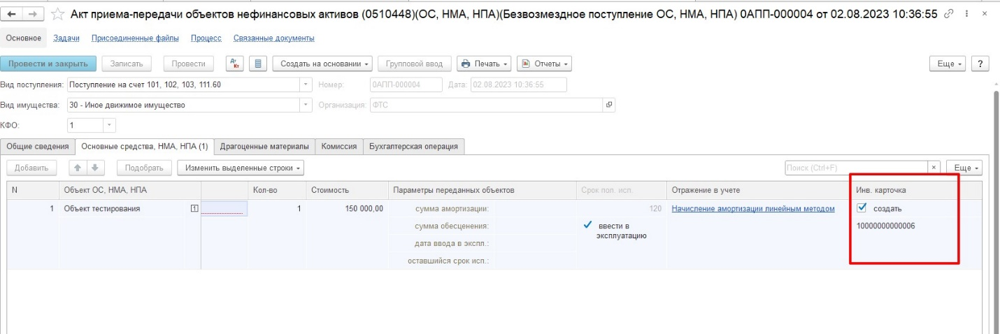 Акт приема-передачи объектов нефинансовых активов (0510448)(ОС, НМА, НПА)(Безвозмездное поступление ОС, НМА, НПА) 0АПП-000004 от 02.08.2023 10:36:55
Основное Задачи Присоединенные файлы Процесс Связанные документы
Провести и закрыть Записать Провести Дт Кт Создать на основании Групповой ввод Печать Отчеты Еще ?
Вид поступления: Поступление на счет 101, 102, 103, 111.60 Номер: 0АПП-000004 Дата: 02.08.2023 10:36:55
Вид имущества: 30 - Иное движимое имущество Организация: ФТС
КФО: 1
Общие сведения Основные средства, НМА, НПА (1) Драгоценные материалы Комиссия Бухгалтерская операция
Добавить Подобрать Изменить выделенные строки Поиск (Ctrl+F) × Еще
N Объект ОС, НМА, НПА Кол-во Стоимость Параметры переданных объектов Срок пол. исп. Отражение в учете Инв. карточка
1 Объект тестирования 1 1 150 000,00 сумма амортизации: 120 Начисление амортизации линейным методом создать
сумма обесценения: ввести в эксплуатацию 10000000000006
дата ввода в экспл.:
оставшийся срок исп.: